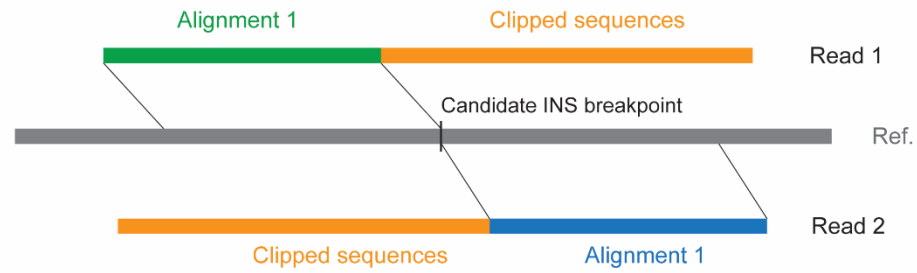 Alignment 1 Clipped sequences
Read 1
Candidate INS breakpoint
Ref.
Read 2
Clipped sequences Alignment 1